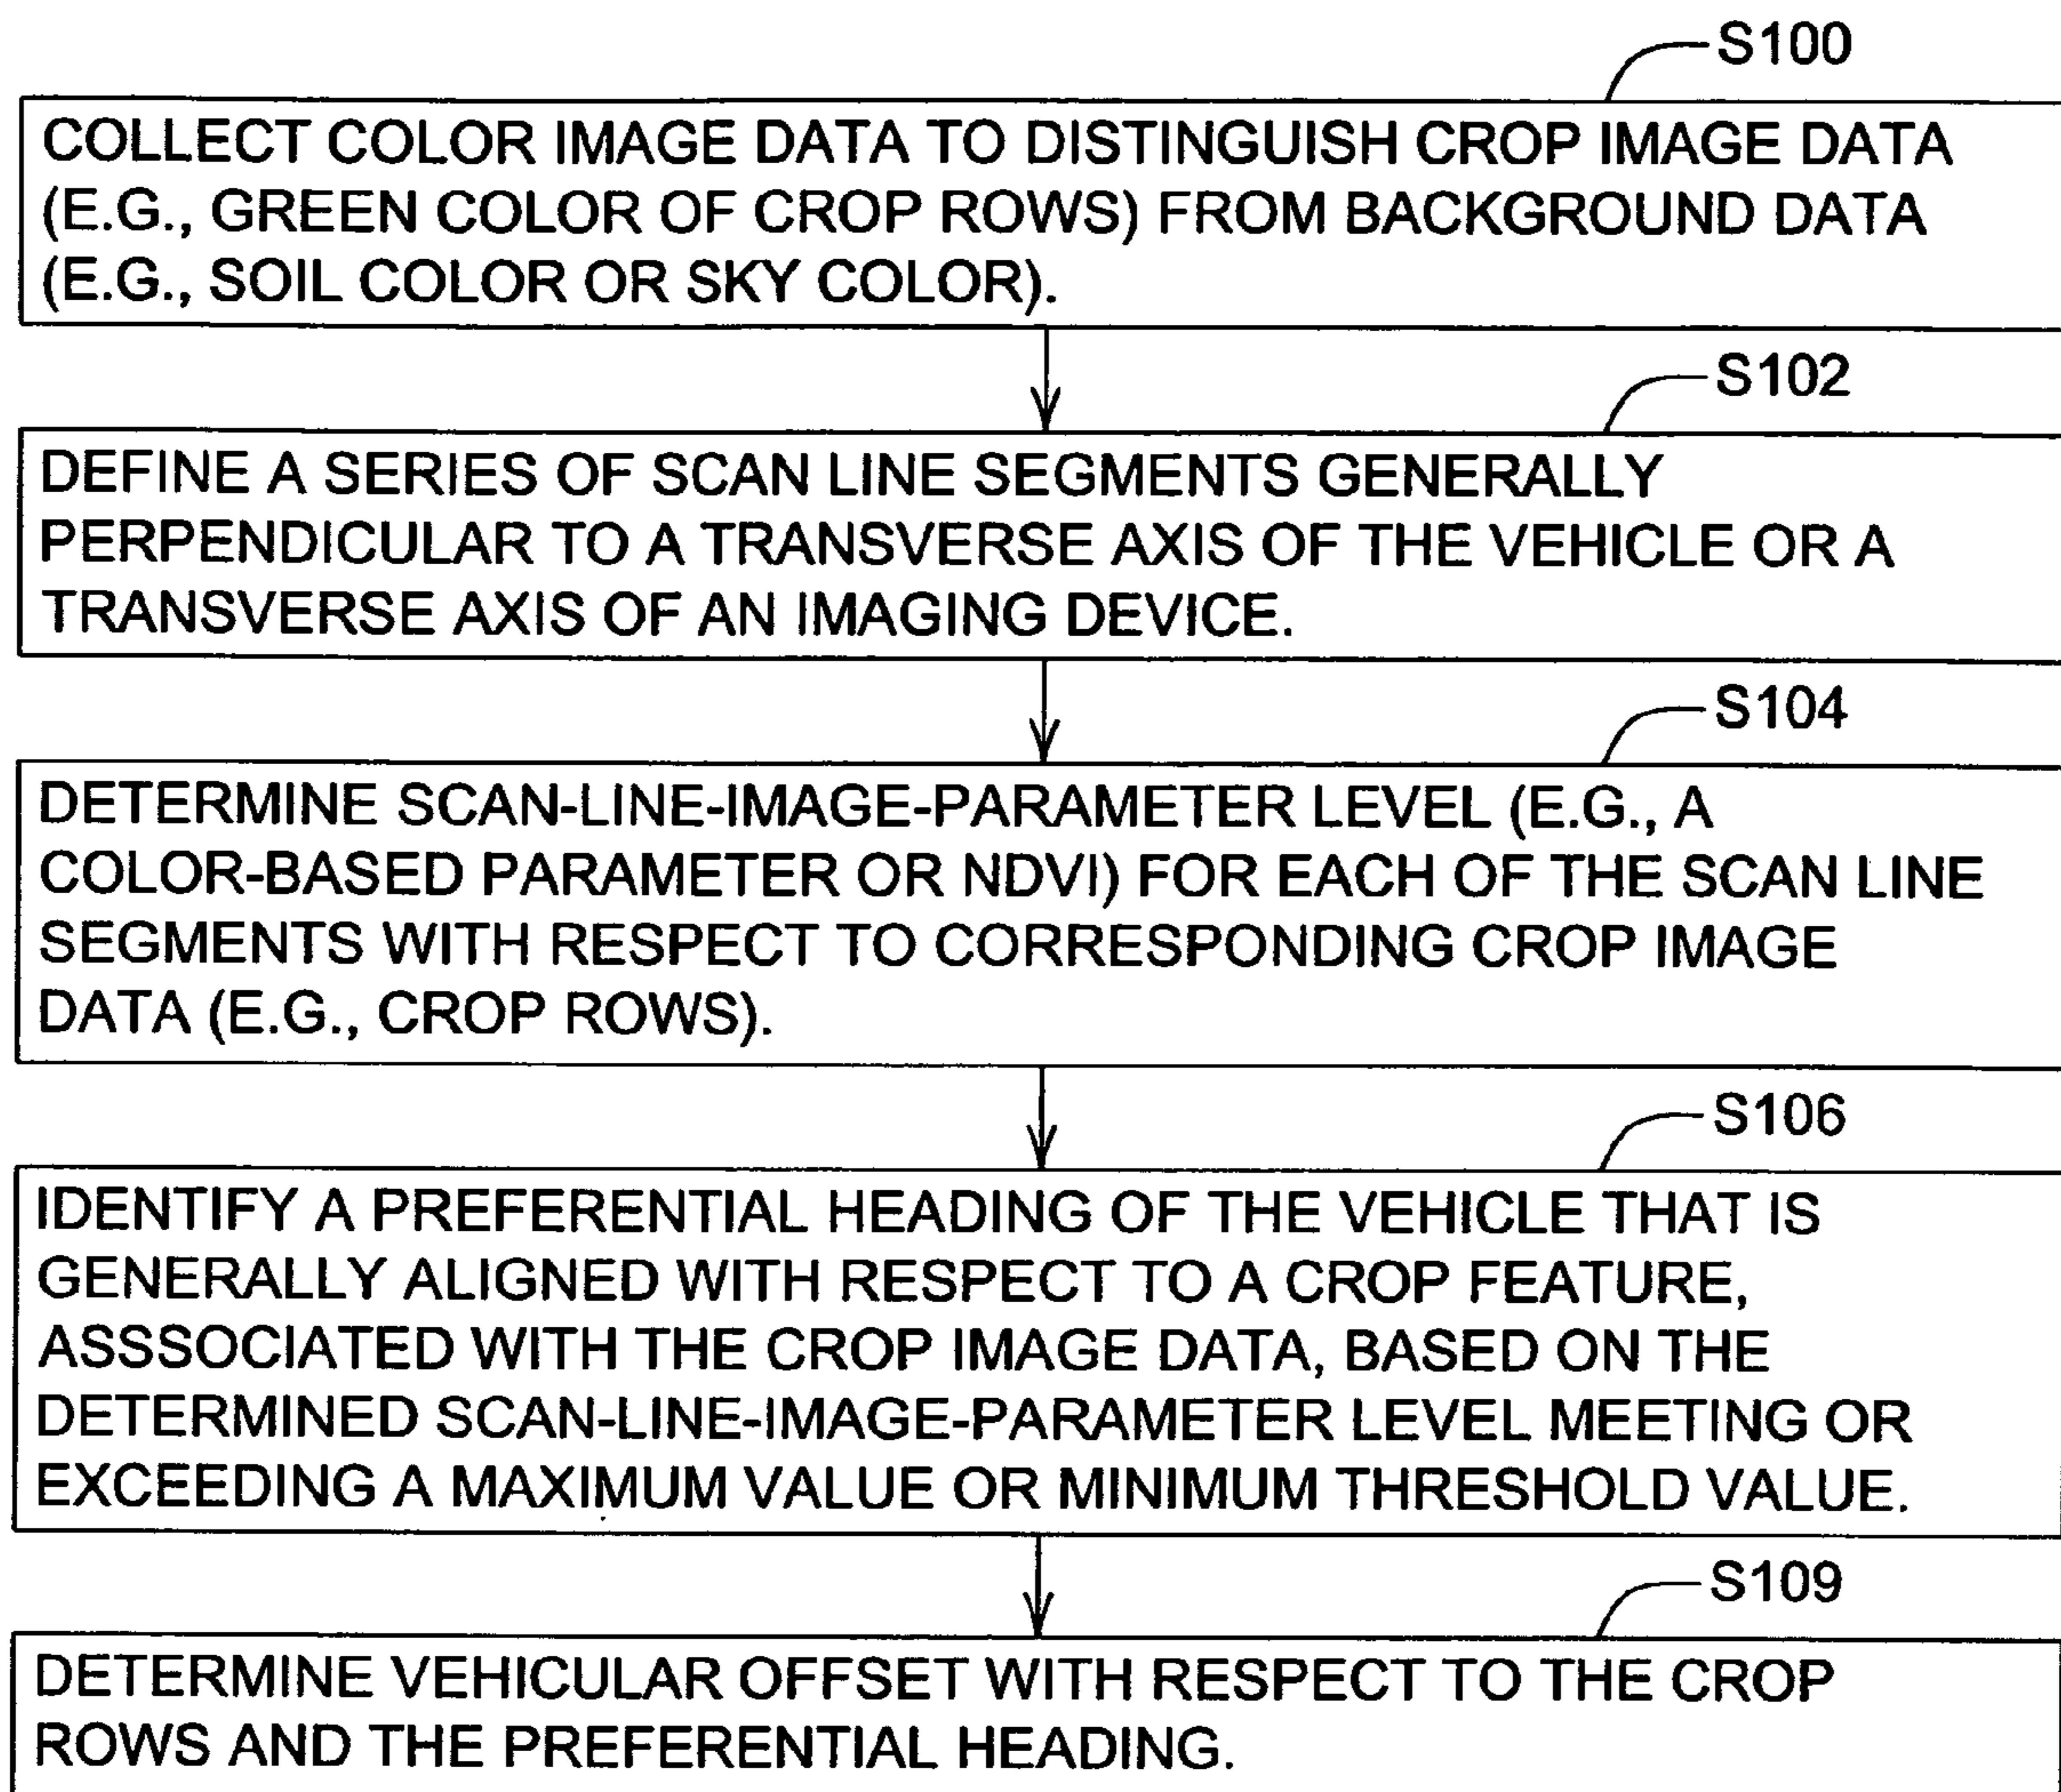 S100
COLLECT COLOR IMAGE DATA TO DISTINGUISH CROP IMAGE DATA
(E.G., GREEN COLOR OF CROP ROWS) FROM BACKGROUND DATA
(E.G., SOIL COLOR OR SKY COLOR).
S102
DEFINE A SERIES OF SCAN LINE SEGMENTS GENERALLY
PERPENDICULAR TO A TRANSVERSE AXIS OF THE VEHICLE OR A
TRANSVERSE AXIS OF AN IMAGING DEVICE.
S104
DETERMINE SCAN-LINE-IMAGE-PARAMETER LEVEL (E.G., A
COLOR-BASED PARAMETER OR NDVI) FOR EACH OF THE SCAN LINE
SEGMENTS WITH RESPECT TO CORRESPONDING CROP IMAGE
DATA (E.G., CROP ROWS).
S106
IDENTIFY A PREFERENTIAL HEADING OF THE VEHICLE THAT IS
GENERALLY ALIGNED WITH RESPECT TO A CROP FEATURE,
ASSSOCIATED WITH THE CROP IMAGE DATA, BASED ON THE
DETERMINED SCAN-LINE-IMAGE-PARAMETER LEVEL MEETING OR
EXCEEDING A MAXIMUM VALUE OR MINIMUM THRESHOLD VALUE.
S109
DETERMINE VEHICULAR OFFSET WITH RESPECT TO THE CROP
ROWS AND THE PREFERENTIAL HEADING.